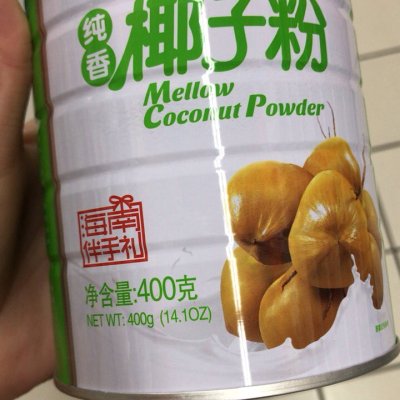 纯香
椰子粉
Mellow
Coconut Powder
海南
伴手礼
净含量:400克
NET WT: 400g (14.1OZ)